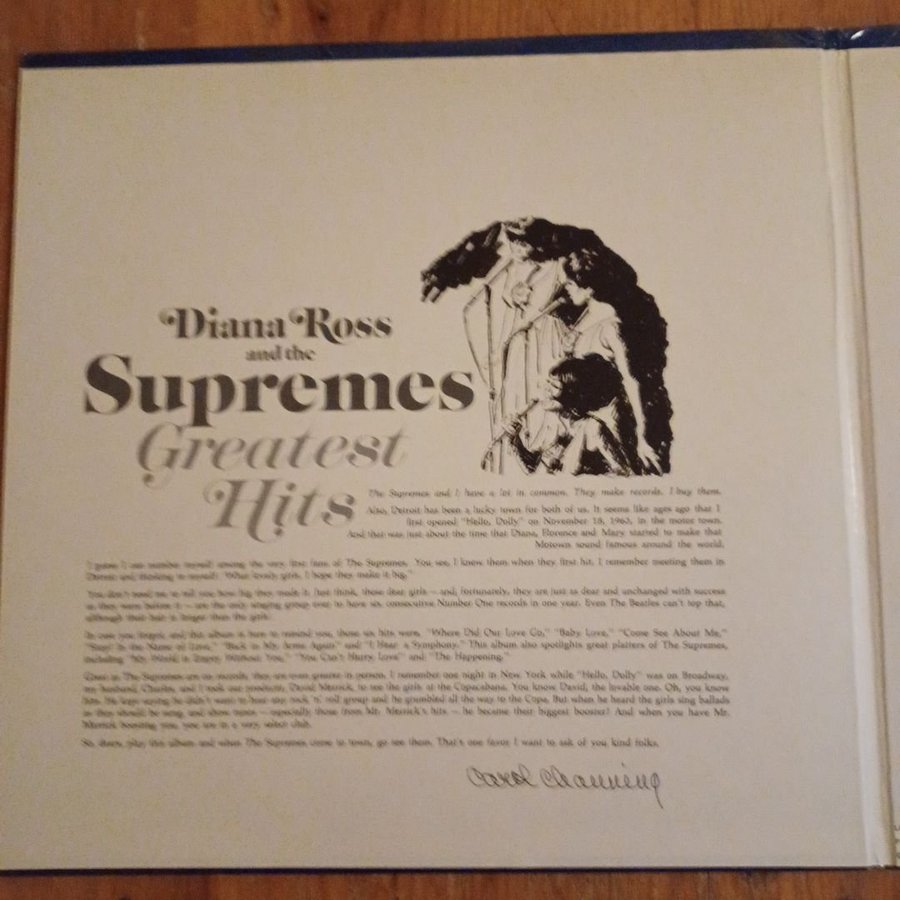 Diana Ross
and the
Supremes
Greatest
Hits
The Supremes and I have a lot in common. They make records. I buy them.
Also, Detroit has been a lucky town for both of us. It seems like ages ago that I
first opened "Hello, Dolly" on November 18, 1963, in the motor town.
And that was just about the time that Diana, Florence and Mary started to make that
Motown sound famous around the world.
I guess I can number myself among the very first fans of The Supremes. You see, I knew them when they first hit. I remember meeting them in
Detroit and thinking to myself: "What lovely girls. I hope they make it big."
You don't need me to tell you how big they made it. Just think, those dear girls — and, fortunately, they are just as dear and unchanged with success
as they were before it — are the only singing group ever to have six consecutive Number One records in one year. Even The Beatles can't top that,
although their hair is longer than the girls'.
In case you forgot, and this album is here to remind you, those six hits were, "Where Did Our Love Go," "Baby Love," "Come See About Me,"
"Stop! In the Name of Love," "Back in My Arms Again" and "I Hear a Symphony." This album also spotlights great platters of The Supremes,
including "My World is Empty Without You," "You Can't Hurry Love" and "The Happening."
Great as The Supremes are on records, they are even greater in person. I remember one night in New York while "Hello, Dolly" was on Broadway,
my husband, Charles, and I took our producer, David Merrick, to see the girls at the Copacabana. You know David, the lovable one. Oh, you know
him. He kept saying he didn't want to hear any rock 'n' roll group and he grumbled all the way to the Copa. But when he heard the girls sing ballads
as they should be sung, and show tunes — especially those from Mr. Merrick's hits — he became their biggest booster! And when you have Mr.
Merrick boosting you, you are in a very select club.
So, there, play this album and when The Supremes come to town, go see them. That's one favor I want to ask of you kind folks.
Carol Channing